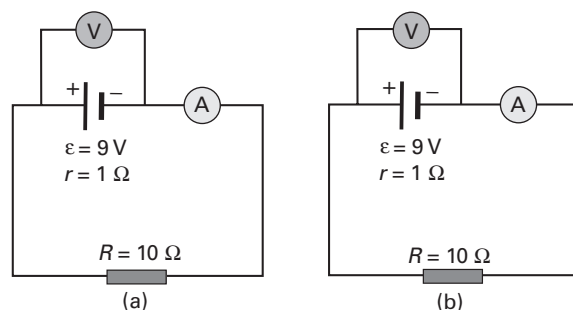 V
+ −
A
ε = 9 V
r = 1 Ω
R = 10 Ω
(a)
V
+ −
A
ε = 9 V
r = 1 Ω
R = 10 Ω
(b)